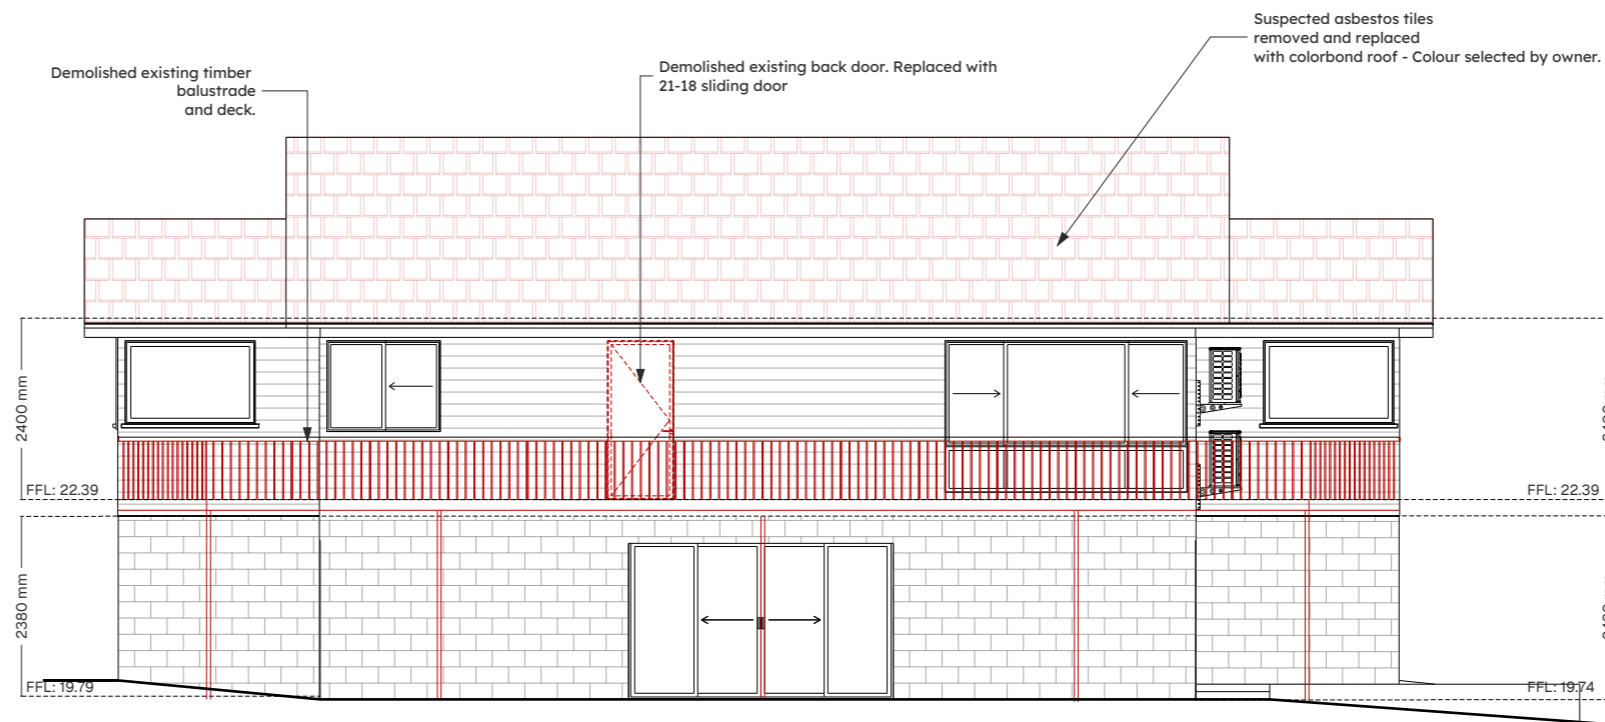 Suspected asbestos tiles
removed and replaced
with colorbond roof - Colour selected by owner.
Demolished existing timber
balustrade
and deck.
Demolished existing back door. Replaced with
21-18 sliding door
2400 mm
FFL: 22.39
FFL: 22.39
2380 mm
FFL: 19.79
FFL: 19.74